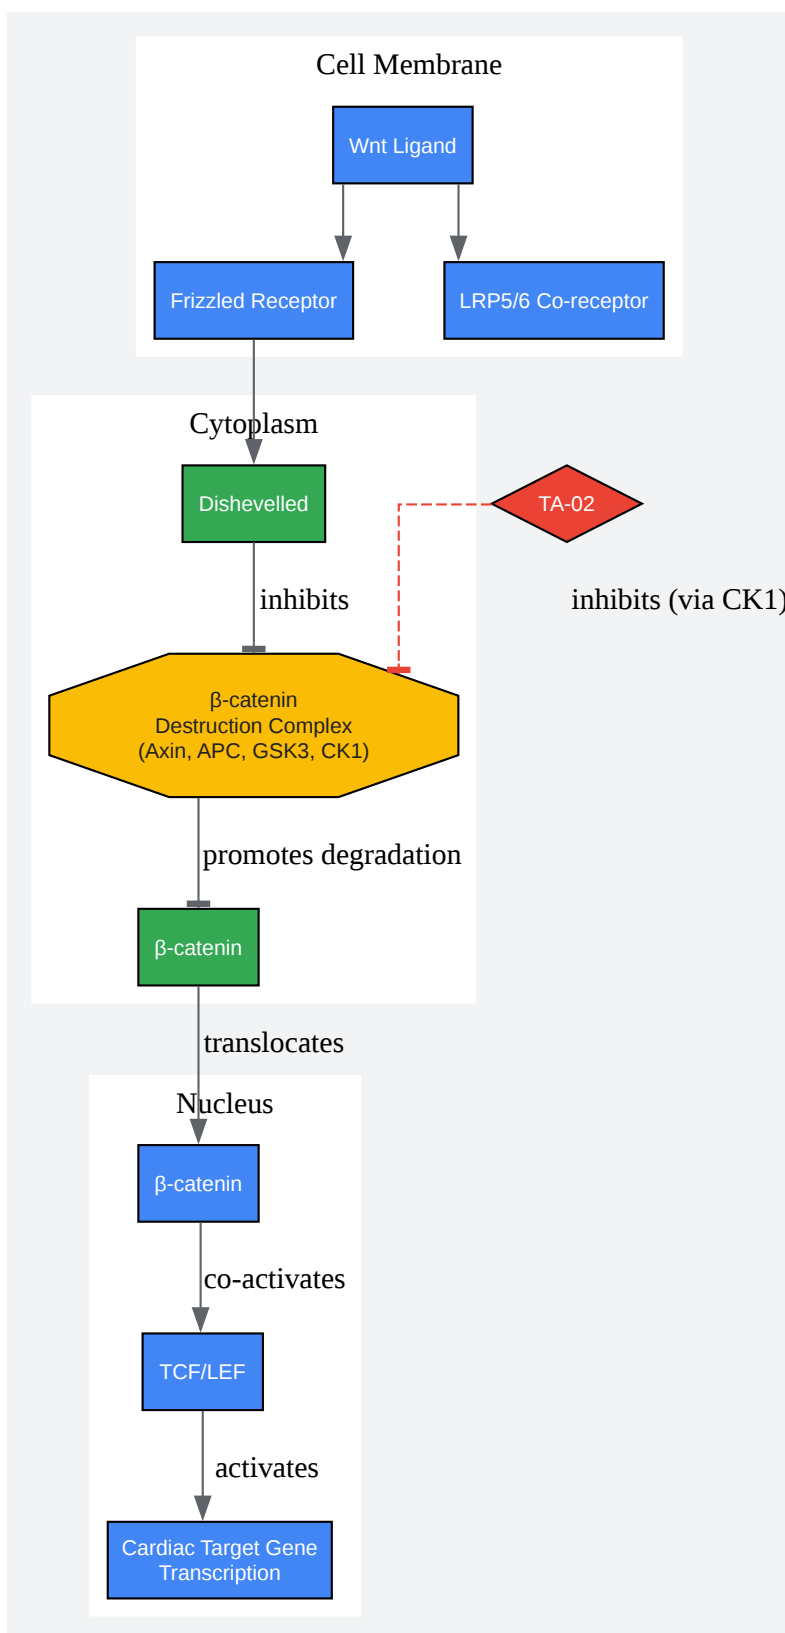 Cell Membrane
Wnt Ligand
Frizzled Receptor
LRP5/6 Co-receptor
Cytoplasm
Dishevelled
TA-02
inhibits
inhibits (via CK1)
β-catenin
Destruction Complex
(Axin, APC, GSK3, CK1)
promotes degradation
β-catenin
translocates
Nucleus
β-catenin
co-activates
TCF/LEF
activates
Cardiac Target Gene
Transcription